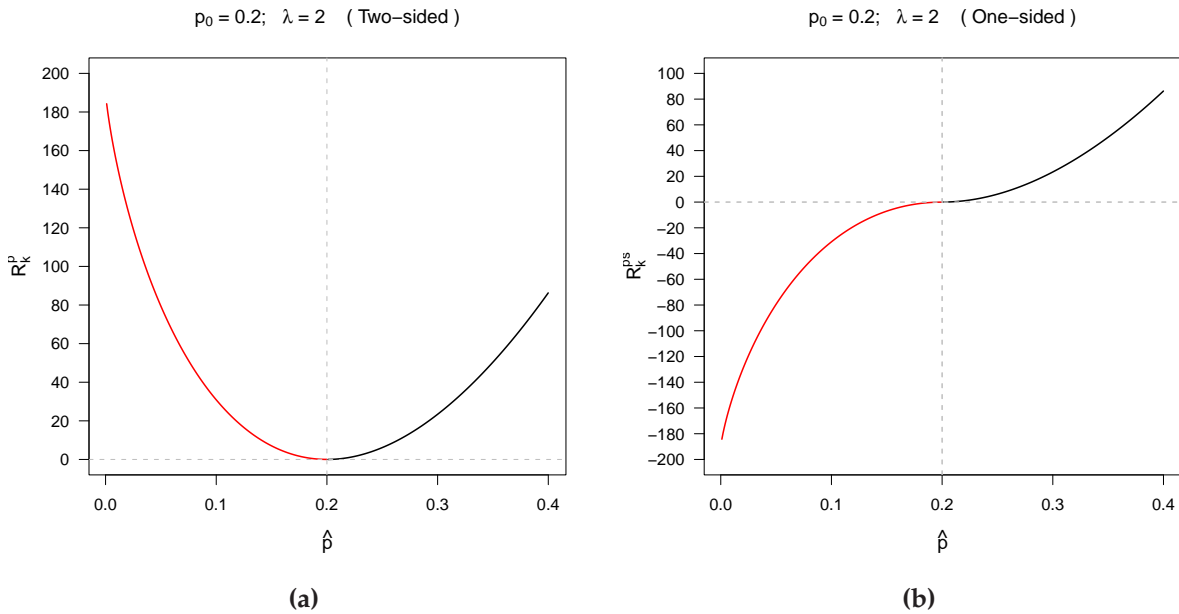 p0 = 0.2; λ = 2 ( Two−sided )
200
180
160
140
120
100
80
60
40
20
0
R_k^p
0.0 0.1 0.2 0.3 0.4
p̂
(a)
p0 = 0.2; λ = 2 ( One−sided )
100
80
60
40
20
0
−20
−40
−60
−80
−100
−120
−140
−160
−180
−200
R_k^ps
0.0 0.1 0.2 0.3 0.4
p̂
(b)